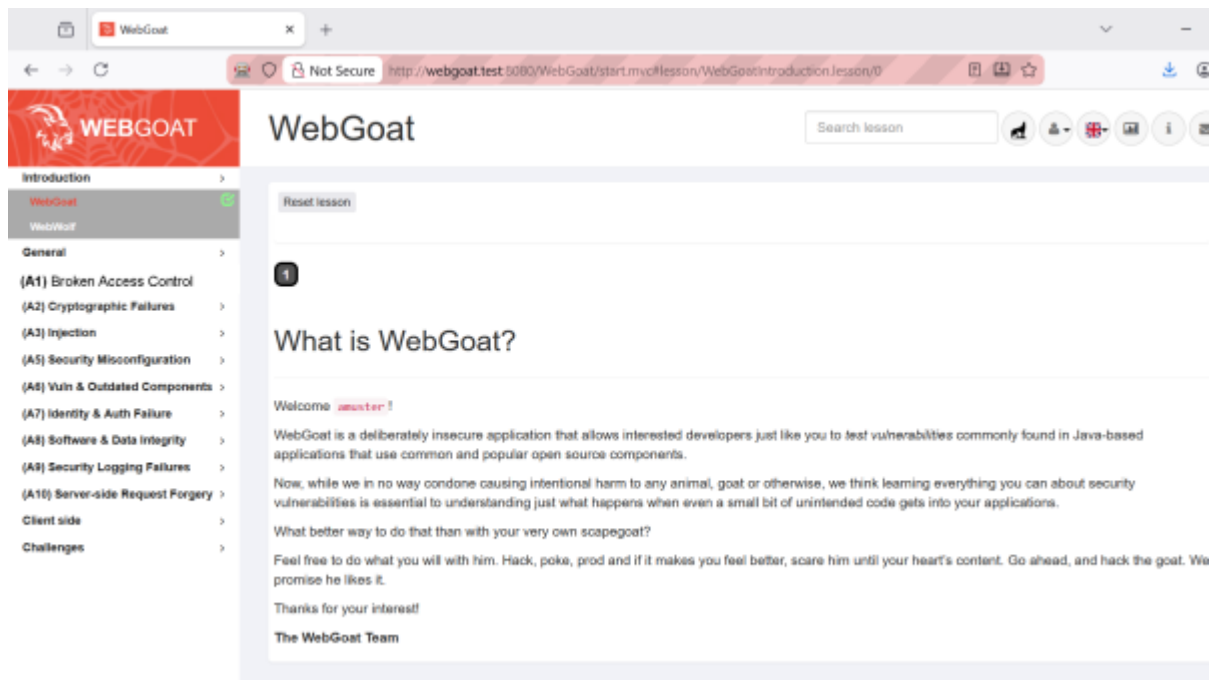 WebGoat
Not Secure http://webgoat.test:8080/WebGoat/start.mvc#lesson/WebGoatIntroduction.lesson/0
WEBGOAT
WebGoat
Search lesson
Introduction
WebGoat
WebWolf
General
(A1) Broken Access Control
(A2) Cryptographic Failures
(A3) Injection
(A5) Security Misconfiguration
(A6) Vuln & Outdated Components
(A7) Identity & Auth Failure
(A8) Software & Data Integrity
(A9) Security Logging Failures
(A10) Server-side Request Forgery
Client side
Challenges
Reset lesson
1
What is WebGoat?
Welcome amuster!
WebGoat is a deliberately insecure application that allows interested developers just like you to test vulnerabilities commonly found in Java-based
applications that use common and popular open source components.
Now, while we in no way condone causing intentional harm to any animal, goat or otherwise, we think learning everything you can about security
vulnerabilities is essential to understanding just what happens when even a small bit of unintended code gets into your applications.
What better way to do that than with your very own scapegoat?
Feel free to do what you will with him. Hack, poke, prod and if it makes you feel better, scare him until your heart's content. Go ahead, and hack the goat. We
promise he likes it.
Thanks for your interest!
The WebGoat Team